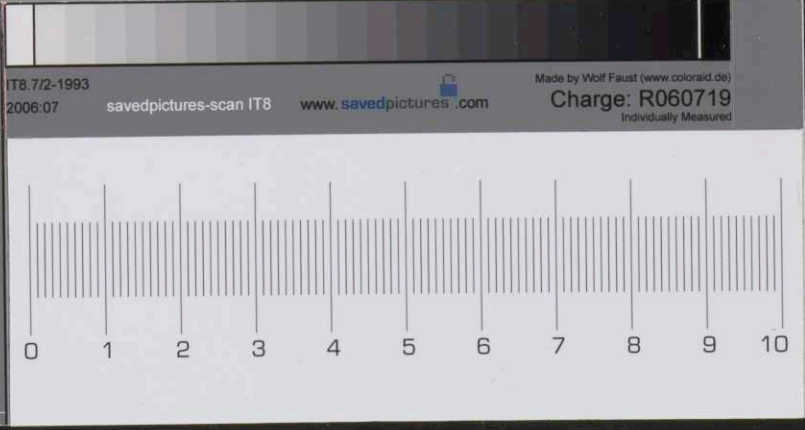 IT8.7/2-1993
2006:07
savedpictures-scan IT8
www.savedpictures.com
Made by Wolf Faust (www.coloraid.de)
Charge: R060719
Individually Measured
0 1 2 3 4 5 6 7 8 9 10